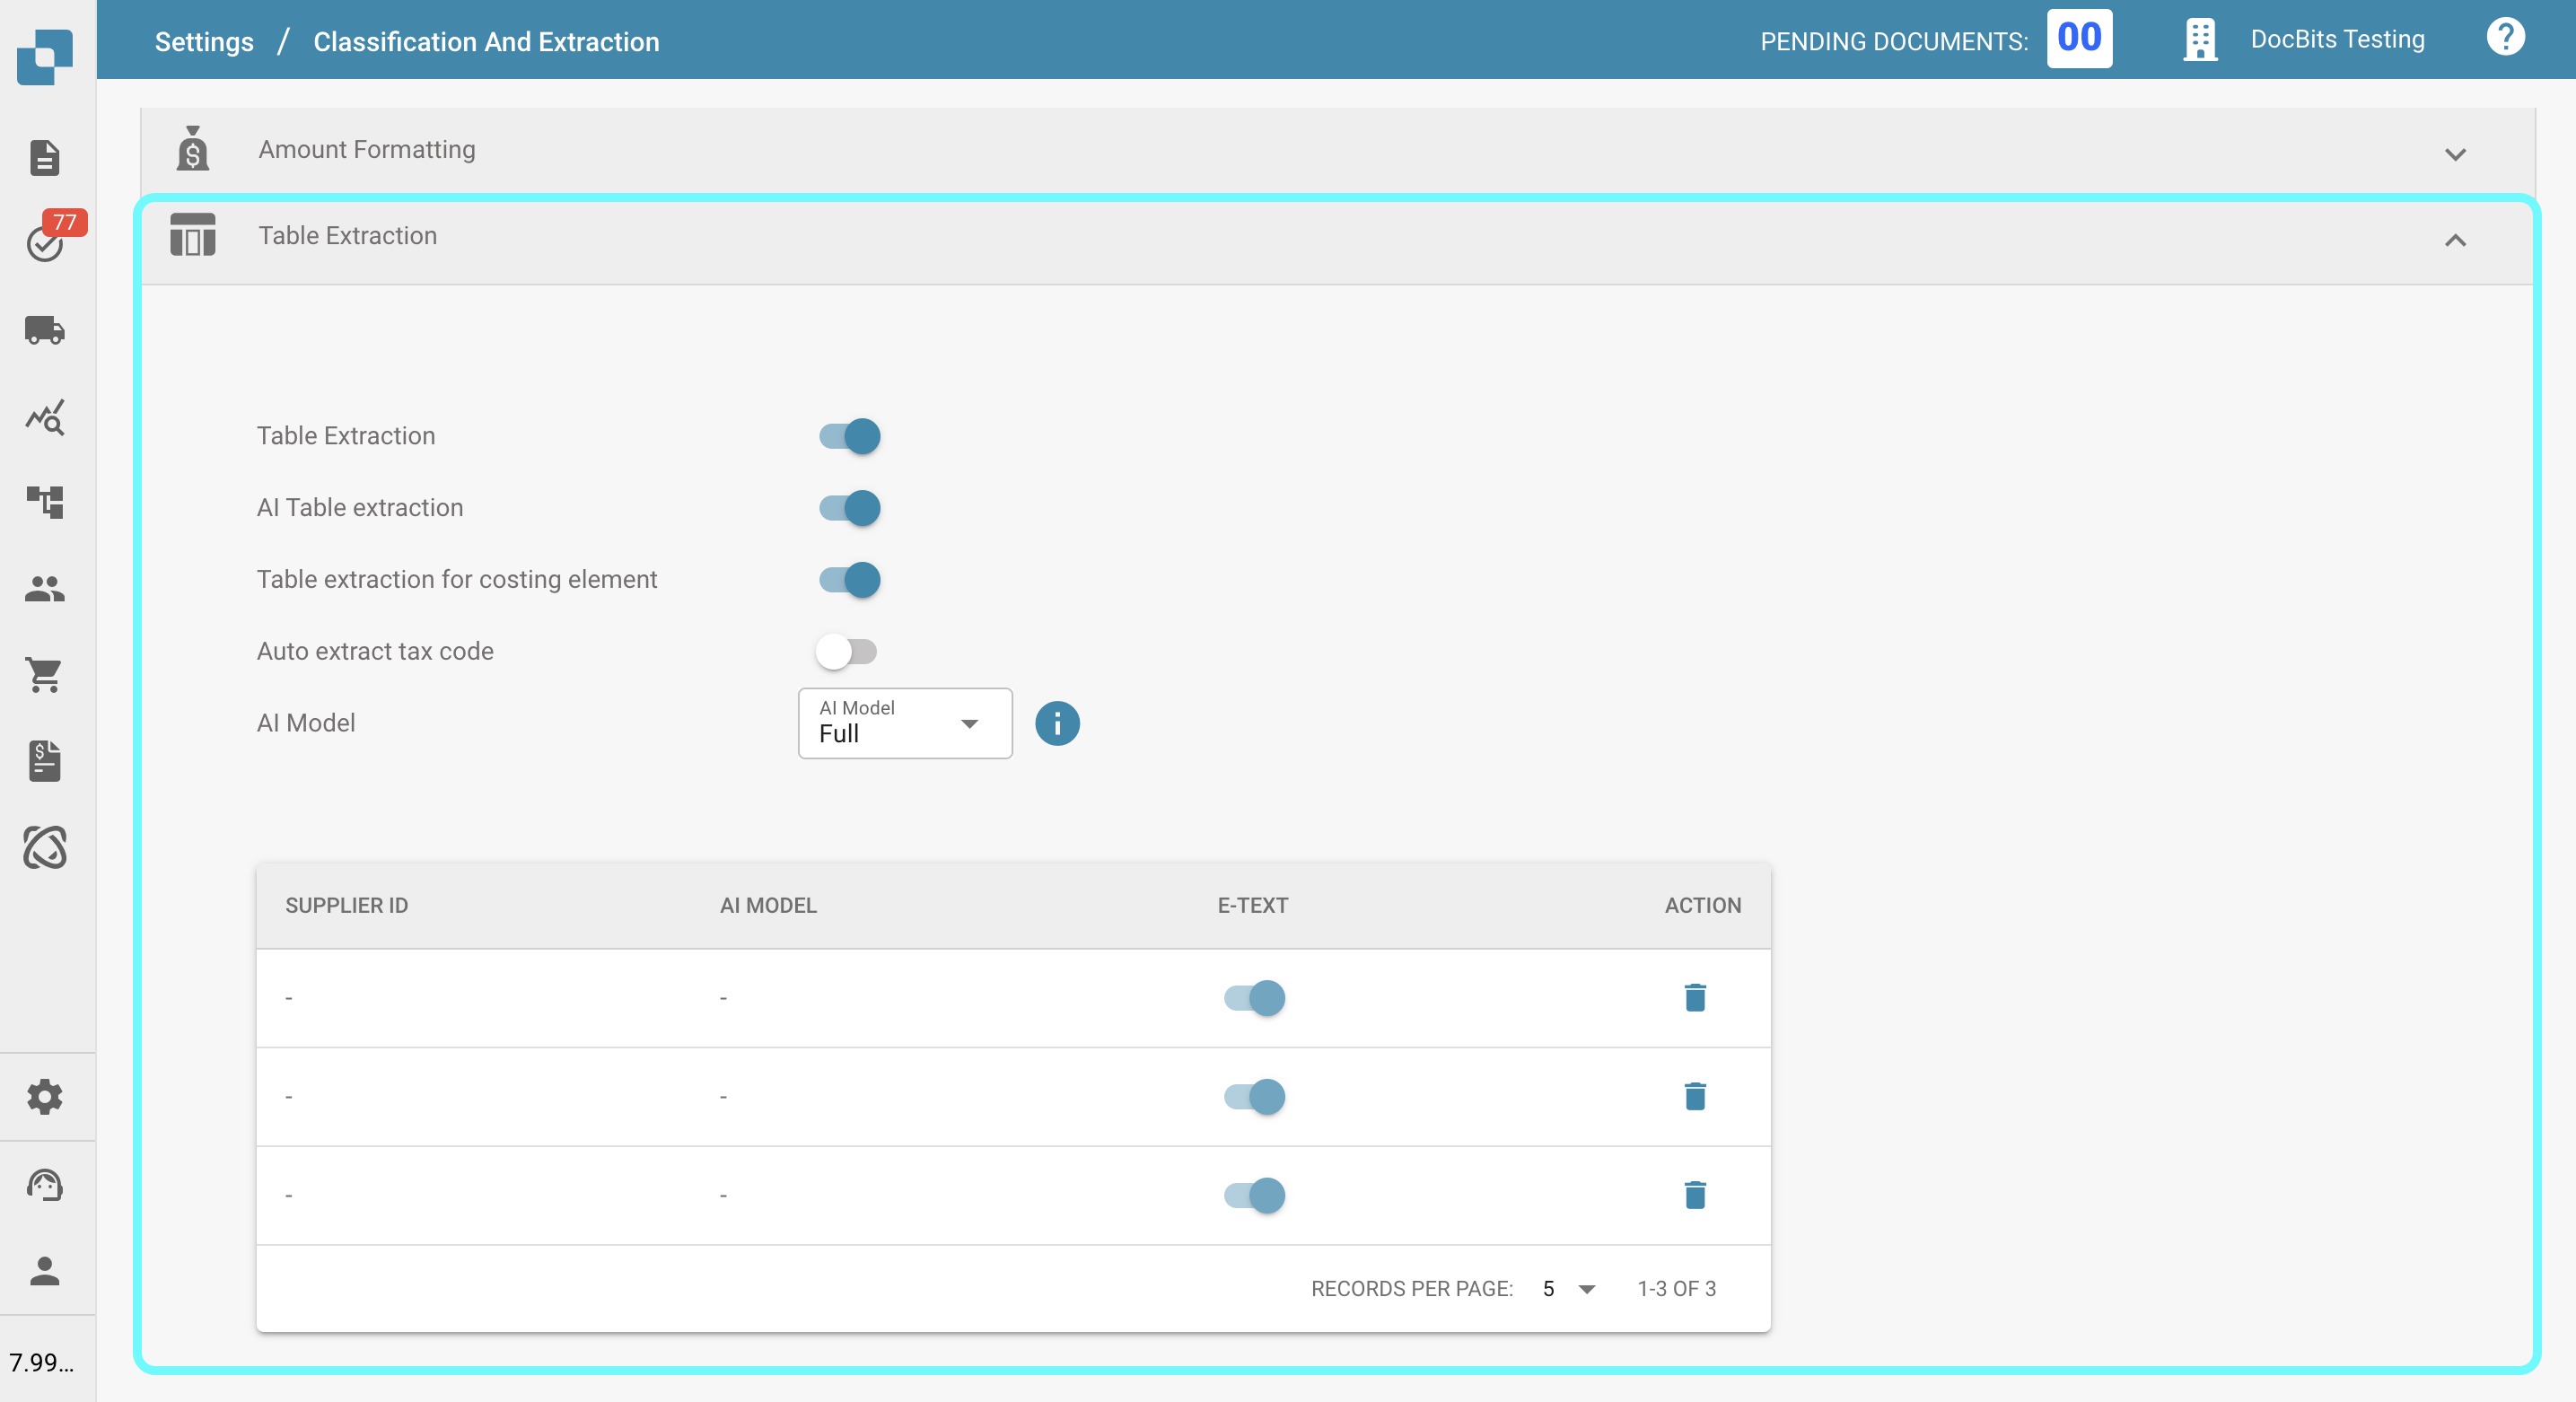 Settings / Classification And Extraction
PENDING DOCUMENTS: 00
DocBits Testing
?
77
7.99...
Amount Formatting
Table Extraction
Table Extraction
AI Table extraction
Table extraction for costing element
Auto extract tax code
AI Model
AI Model
Full
SUPPLIER ID AI MODEL E-TEXT ACTION
- -
- -
- -
RECORDS PER PAGE: 5 1-3 OF 3